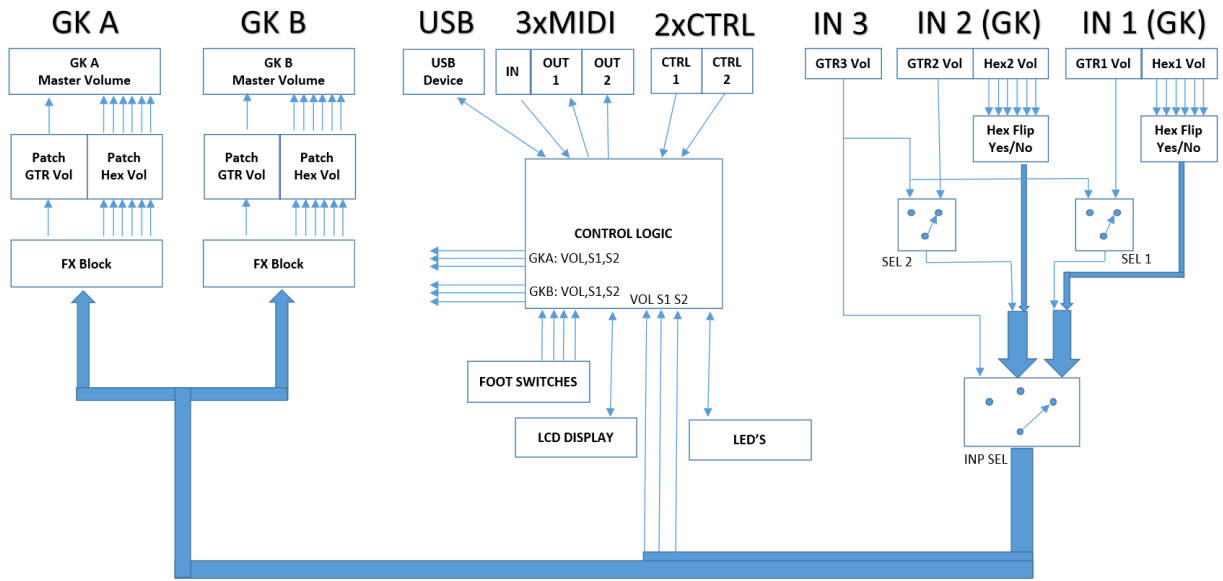 GK A
GK B
USB
3xMIDI
2xCTRL
IN 3
IN 2 (GK)
IN 1 (GK)
GK A
Master Volume
GK B
Master Volume
USB
Device
IN
OUT
1
OUT
2
CTRL
1
CTRL
2
GTR3 Vol
GTR2 Vol
Hex2 Vol
GTR1 Vol
Hex1 Vol
Hex Flip
Yes/No
Hex Flip
Yes/No
Patch
GTR Vol
Patch
Hex Vol
Patch
GTR Vol
Patch
Hex Vol
CONTROL LOGIC
SEL 2
SEL 1
FX Block
FX Block
GKA: VOL,S1,S2
GKB: VOL,S1,S2
VOL S1 S2
FOOT SWITCHES
LCD DISPLAY
LED'S
INP SEL